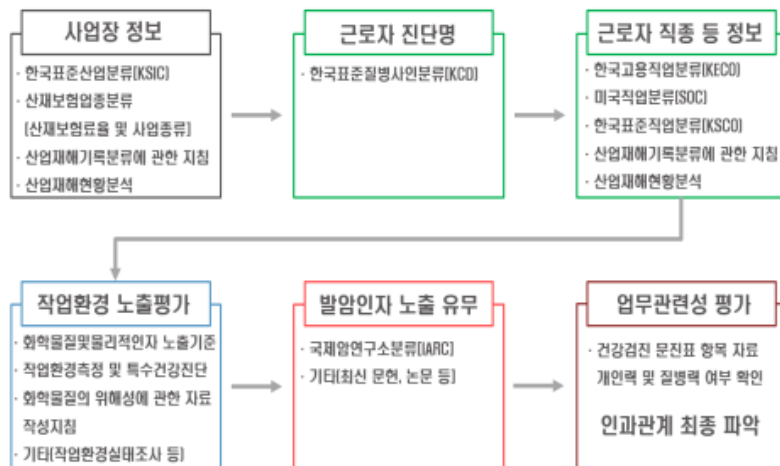 사업장 정보
· 한국표준산업분류(KSIC)
· 산재보험업종분류
(산재보험료율 및 사업종류)
· 산업재해기록분류에 관한 지침
· 산업재해현황분석
근로자 진단명
· 한국표준질병사인분류(KCD)
근로자 직종 등 정보
· 한국고용직업분류(KECO)
· 미국직업분류(SOC)
· 한국표준직업분류(KSCO)
· 산업재해기록분류에 관한 지침
· 산업재해현황분석
작업환경 노출평가
· 화학물질및물리적인자 노출기준
· 작업환경측정 및 특수건강진단
· 화학물질의 위해성에 관한 자료
작성지침
· 기타(작업환경실태조사 등)
발암인자 노출 유무
· 국제암연구소분류(IARC)
· 기타(최신 문헌, 논문 등)
업무관련성 평가
· 건강검진 문진표 항목 자료
개인력 및 질병력 여부 확인
인과관계 최종 파악